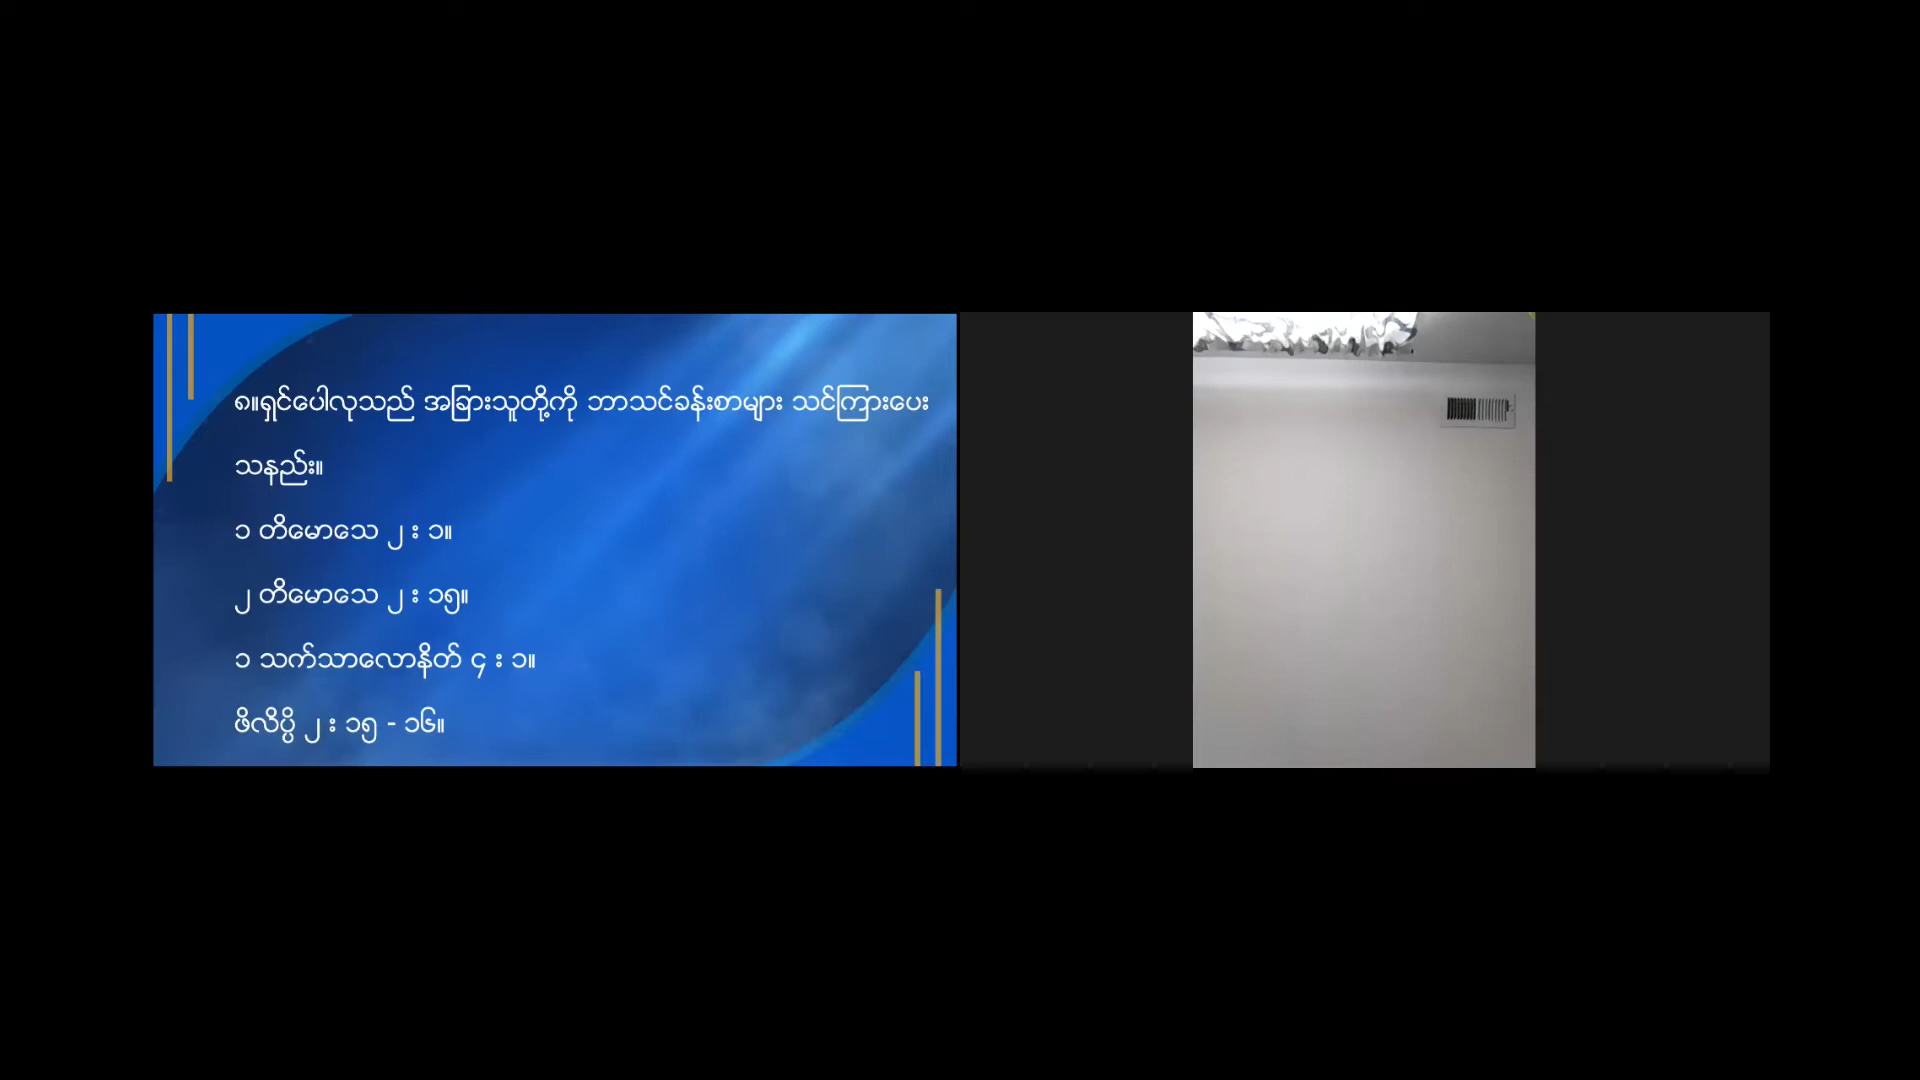 ၈။ရှင်ပေါလုသည် အခြားသူတို့ကို ဘာသင်ခန်းစာများ သင်ကြားပေး
သနည်း။
၁ တိမောသေ ၂ : ၁။
၂ တိမောသေ ၂ : ၁၅။
၁ သက်သာလောနိတ် ၄ : ၁။
ဖိလိပ္ပိ ၂ : ၁၅ - ၁၆။